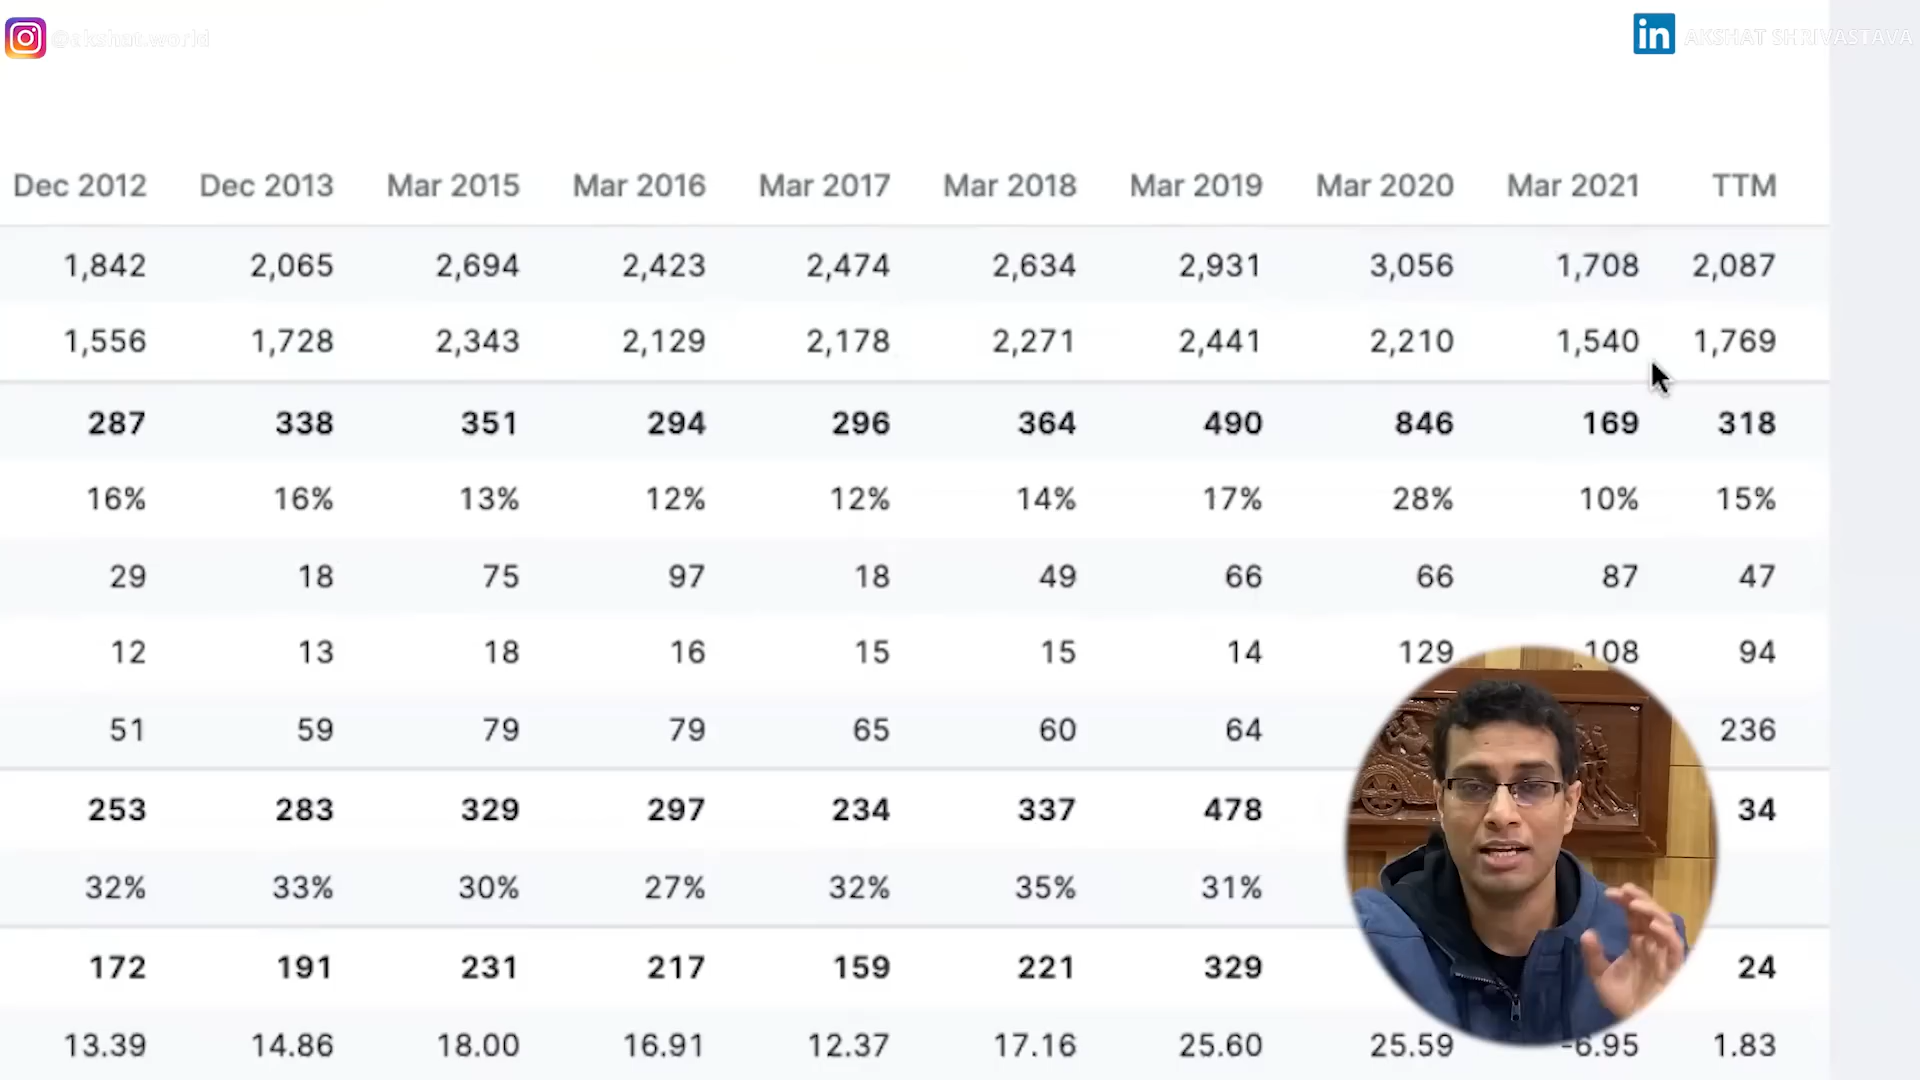 @akshat.world
in AKSHAT SHRIVASTAVA
Dec 2012 Dec 2013 Mar 2015 Mar 2016 Mar 2017 Mar 2018 Mar 2019 Mar 2020 Mar 2021 TTM
1,842 2,065 2,694 2,423 2,474 2,634 2,931 3,056 1,708 2,087
1,556 1,728 2,343 2,129 2,178 2,271 2,441 2,210 1,540 1,769
287 338 351 294 296 364 490 846 169 318
16% 16% 13% 12% 12% 14% 17% 28% 10% 15%
29 18 75 97 18 49 66 66 87 47
12 13 18 16 15 15 14 129 108 94
51 59 79 79 65 60 64 236
253 283 329 297 234 337 478 34
32% 33% 30% 27% 32% 35% 31%
172 191 231 217 159 221 329 24
13.39 14.86 18.00 16.91 12.37 17.16 25.60 25.59 -6.95 1.83